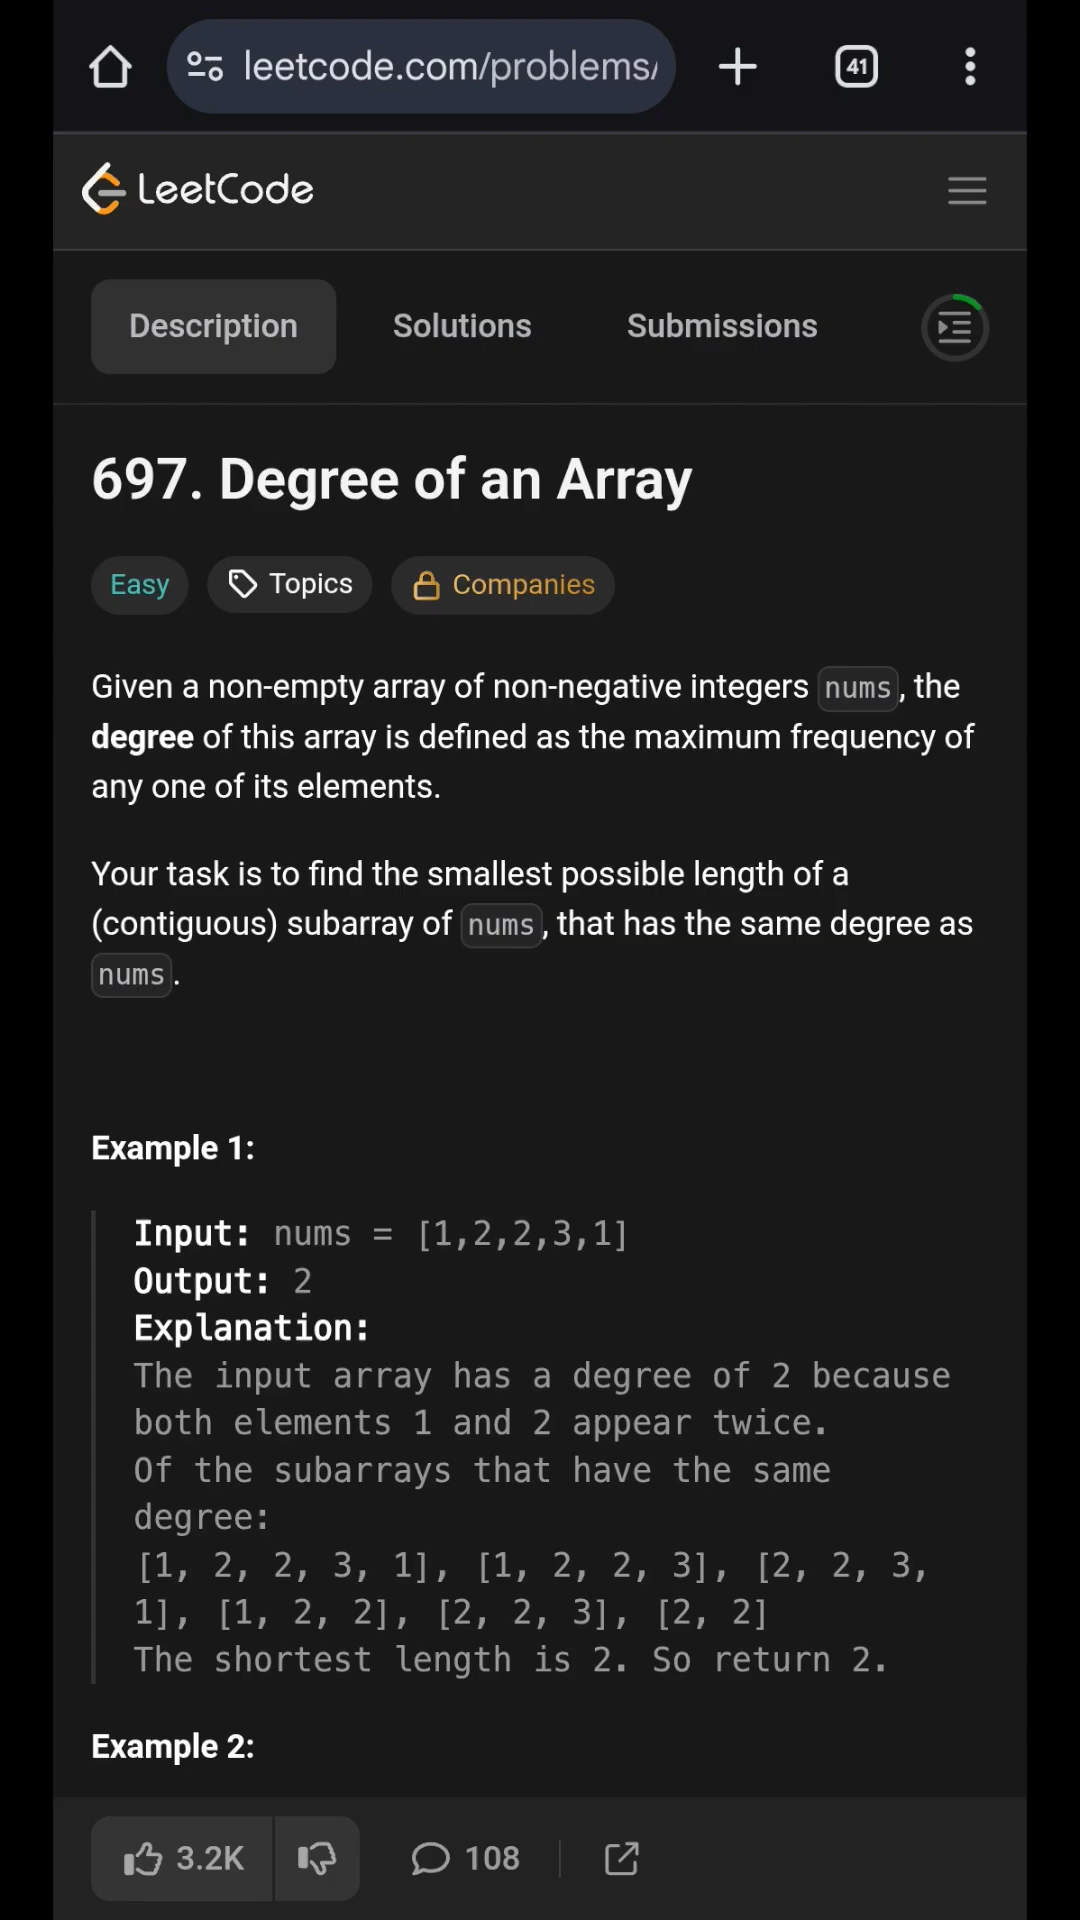 leetcode.com/problems/
41
LeetCode
Description Solutions Submissions
697. Degree of an Array
Easy Topics Companies
Given a non-empty array of non-negative integers nums, the
degree of this array is defined as the maximum frequency of
any one of its elements.
Your task is to find the smallest possible length of a
(contiguous) subarray of nums, that has the same degree as
nums.
Example 1:
Input: nums = [1,2,2,3,1]
Output: 2
Explanation:
The input array has a degree of 2 because
both elements 1 and 2 appear twice.
Of the subarrays that have the same
degree:
[1, 2, 2, 3, 1], [1, 2, 2, 3], [2, 2, 3,
1], [1, 2, 2], [2, 2, 3], [2, 2]
The shortest length is 2. So return 2.
Example 2:
3.2K 108